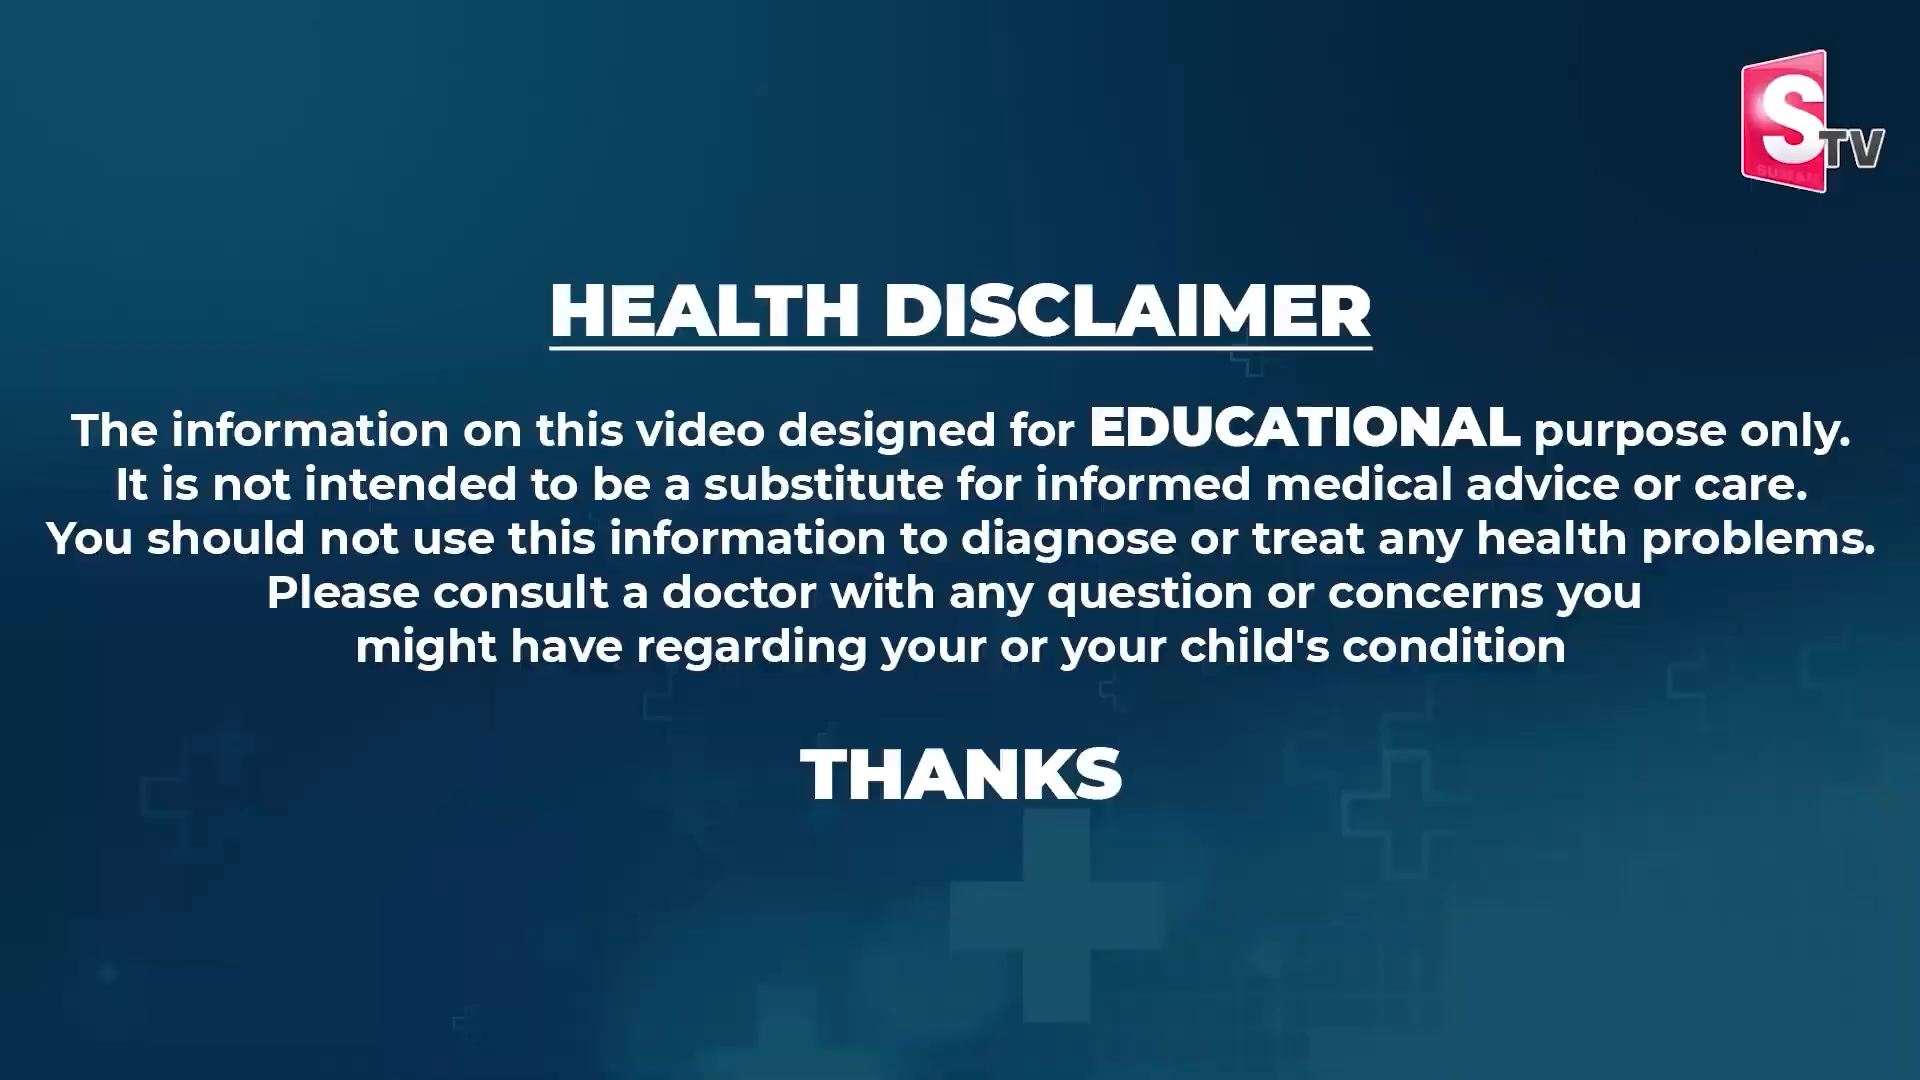 S TV
SUMAN
HEALTH DISCLAIMER
The information on this video designed for EDUCATIONAL purpose only.
It is not intended to be a substitute for informed medical advice or care.
You should not use this information to diagnose or treat any health problems.
Please consult a doctor with any question or concerns you
might have regarding your or your child's condition
THANKS